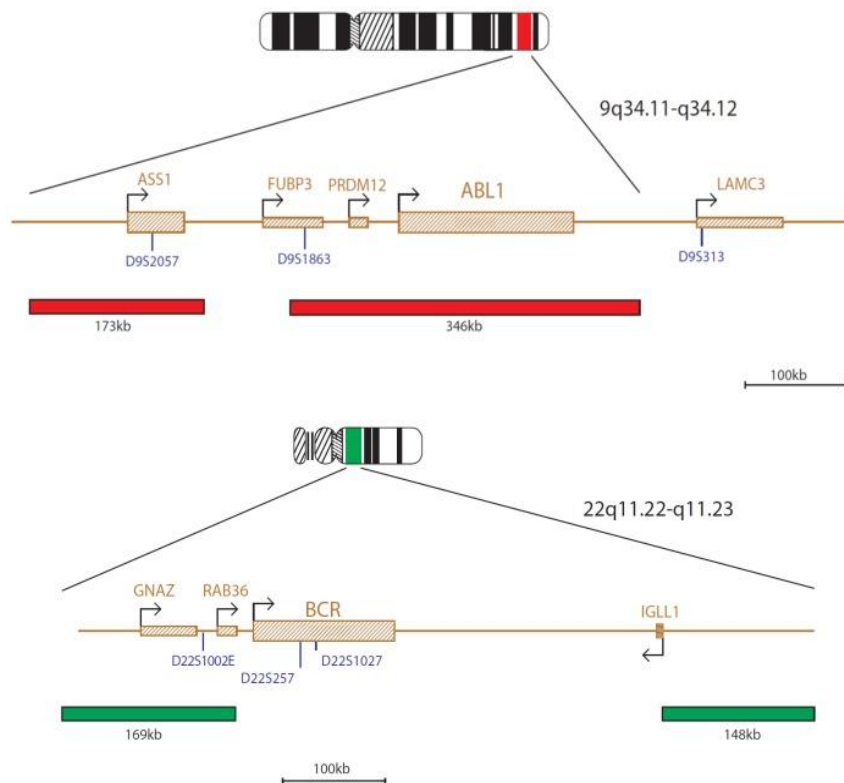 9q34.11-q34.12
ASS1 FUBP3 PRDM12 ABL1 LAMC3
D9S2057 D9S1863 D9S313
173kb 346kb
100kb
22q11.22-q11.23
GNAZ RAB36 BCR IGLL1
D22S1002E D22S1027
D22S257
169kb 148kb
100kb